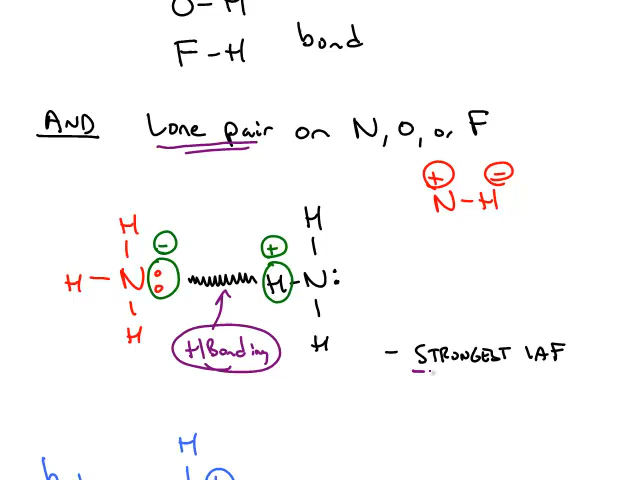 O-H
F-H bond
AND Lone pair on N, O, or F
+ -
N-H
H H
- +
H-N: H-N:
H H
H Bonding
- STRONGEST IAF
H
+